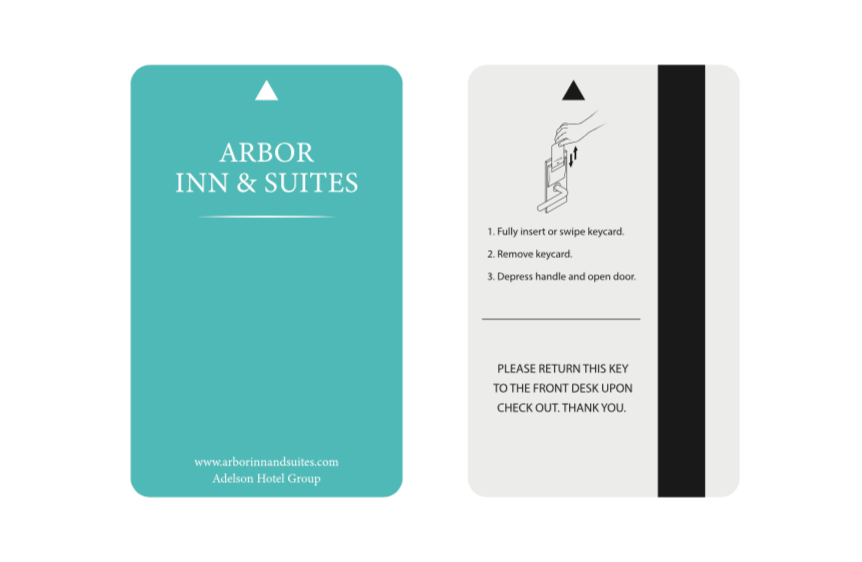 ARBOR
INN & SUITES
www.arborinnandsuites.com
Adelson Hotel Group
1. Fully insert or swipe keycard.
2. Remove keycard.
3. Depress handle and open door.
PLEASE RETURN THIS KEY
TO THE FRONT DESK UPON
CHECK OUT. THANK YOU.